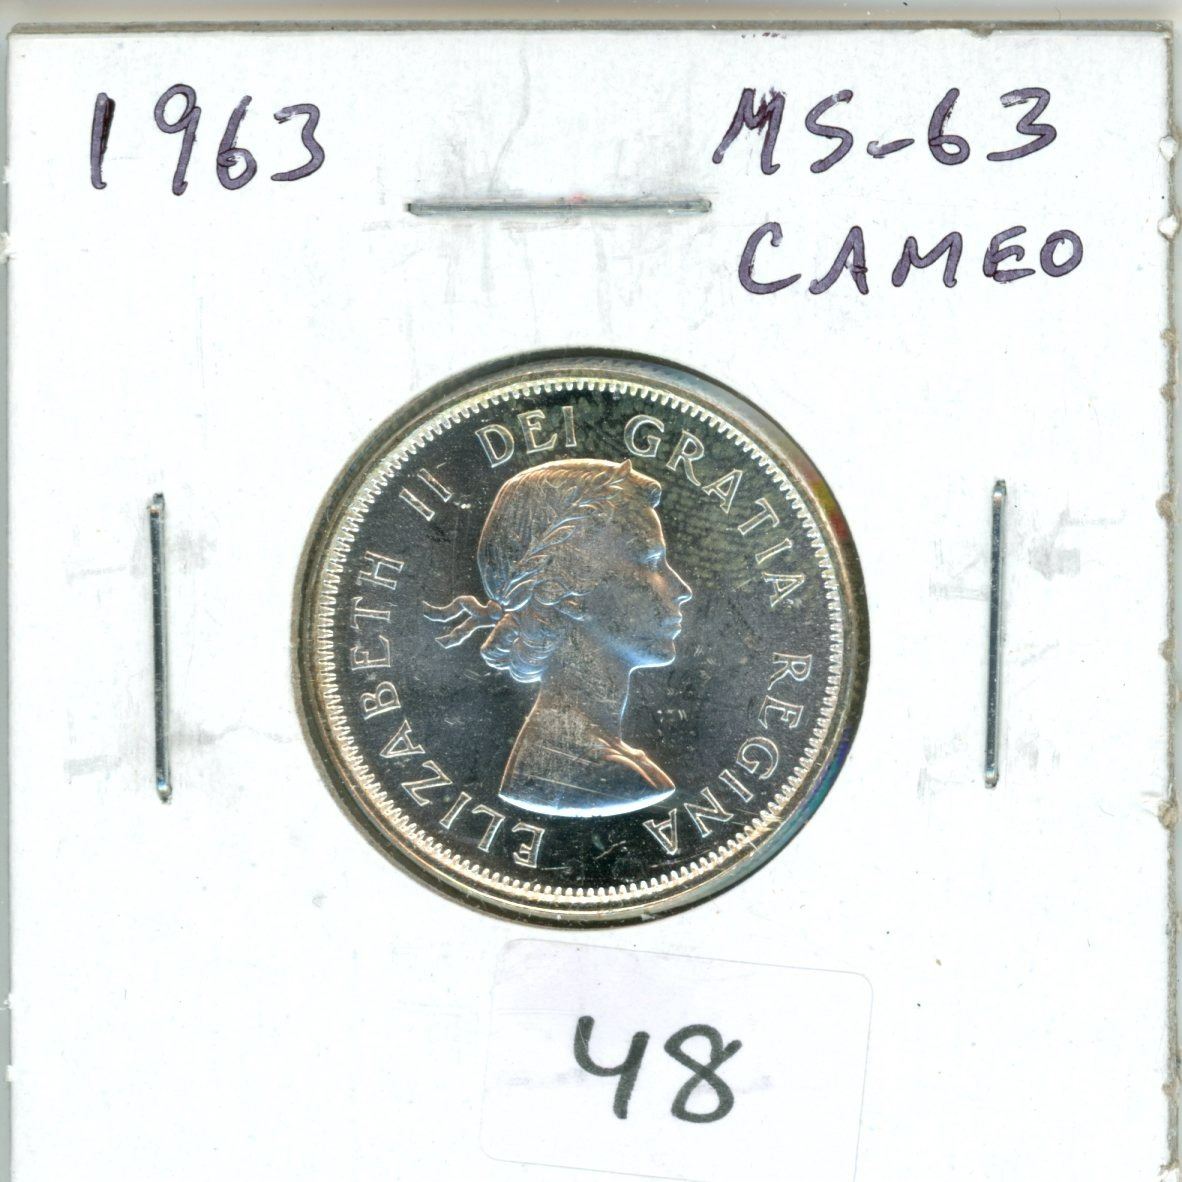 1963
MS-63
CAMEO
ELIZABETH II DEI GRATIA REGINA
48